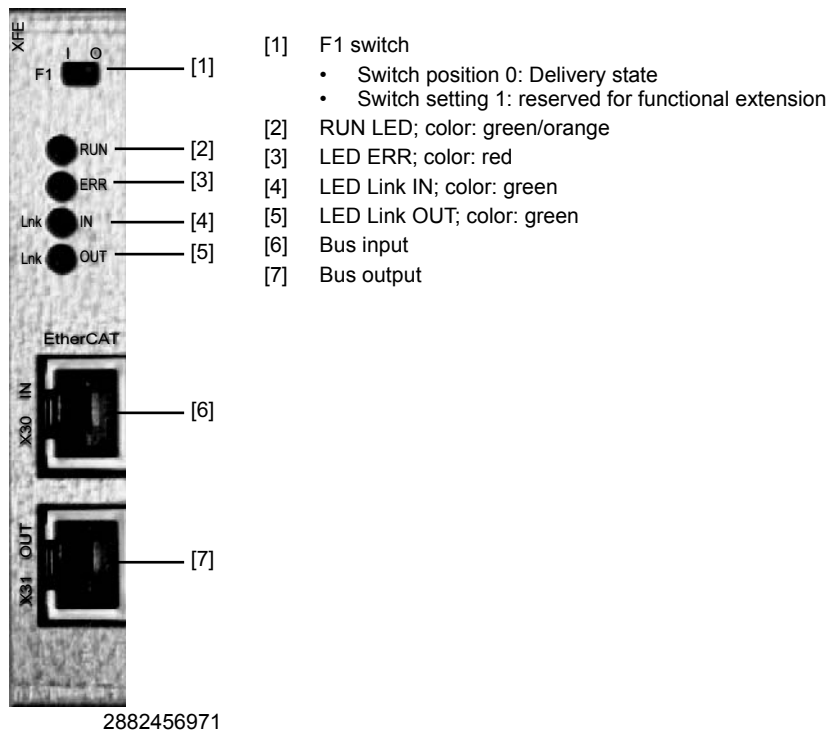 XFE
I O
F1
[1]
RUN
[2]
ERR
[3]
Lnk IN
[4]
Lnk OUT
[5]
EtherCAT
X30 IN
[6]
X31 OUT
[7]
2882456971
[1] F1 switch
• Switch position 0: Delivery state
• Switch setting 1: reserved for functional extension
[2] RUN LED; color: green/orange
[3] LED ERR; color: red
[4] LED Link IN; color: green
[5] LED Link OUT; color: green
[6] Bus input
[7] Bus output